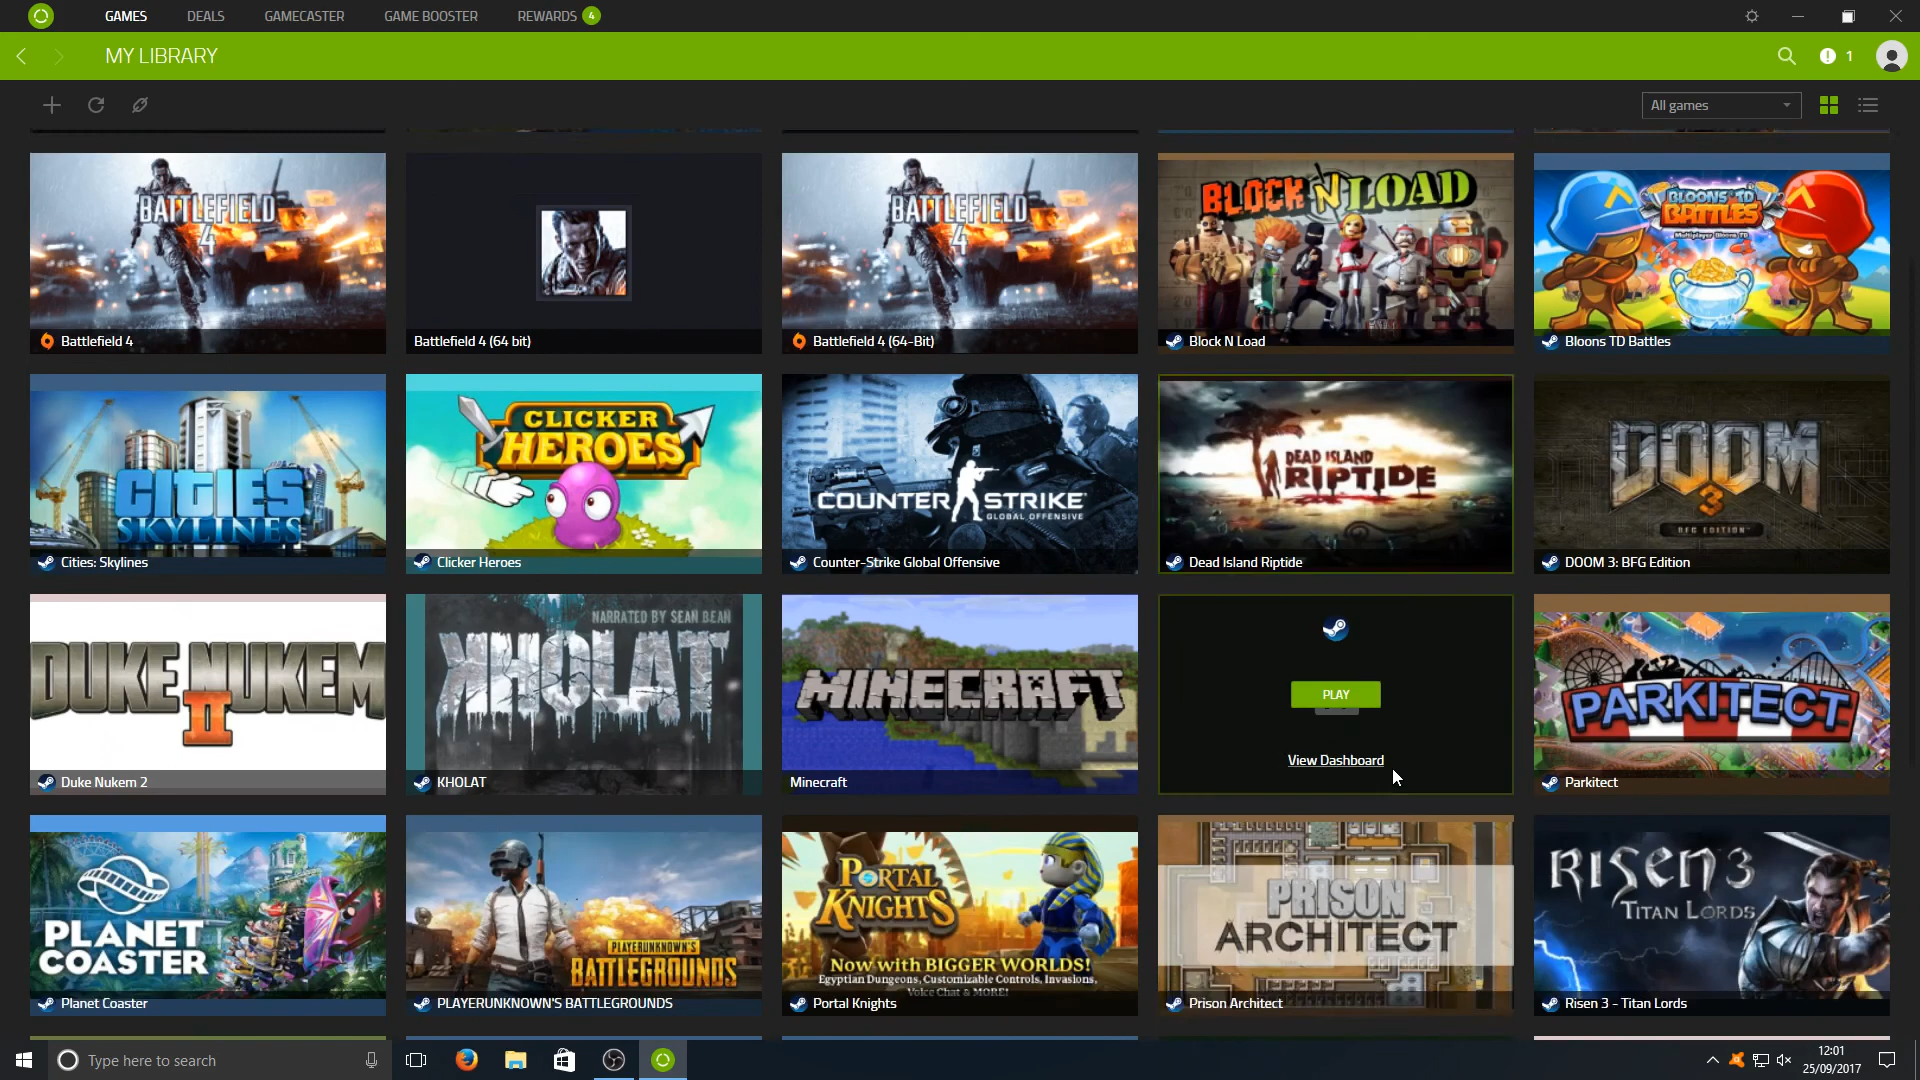 GAMES
DEALS
GAMECASTER
GAME BOOSTER
REWARDS 4
MY LIBRARY
1
All games
BATTLEFIELD
4
Battlefield 4
Battlefield 4 (64 bit)
BATTLEFIELD
4
Battlefield 4 (64-Bit)
BLOCK N LOAD
Block N Load
BLOONS TD
BATTLES
Multiplayer Bloons TD
Bloons TD Battles
CITIES
SKYLINES
Cities: Skylines
CLICKER
HEROES
Clicker Heroes
COUNTER STRIKE
GLOBAL OFFENSIVE
Counter-Strike Global Offensive
DEAD ISLAND
RIPTIDE
Dead Island Riptide
DOOM
3
BFG EDITION
DOOM 3: BFG Edition
DUKE NUKEM
II
Duke Nukem 2
NARRATED BY SEAN BEAN
KHOLAT
KHOLAT
MINECRAFT
Minecraft
PLAY
View Dashboard
PARKITECT
Parkitect
PLANET
COASTER
Planet Coaster
PLAYERUNKNOWN'S
BATTLEGROUNDS
PLAYERUNKNOWN'S BATTLEGROUNDS
PORTAL
KNIGHTS
Now with BIGGER WORLDS!
Egyptian Dungeons, Customizable Controls, Invasions,
Voice Chat & MORE!
Portal Knights
PRISON
ARCHITECT
Prison Architect
RISEN 3
TITAN LORDS
Risen 3 - Titan Lords
Type here to search
12:01
25/09/2017